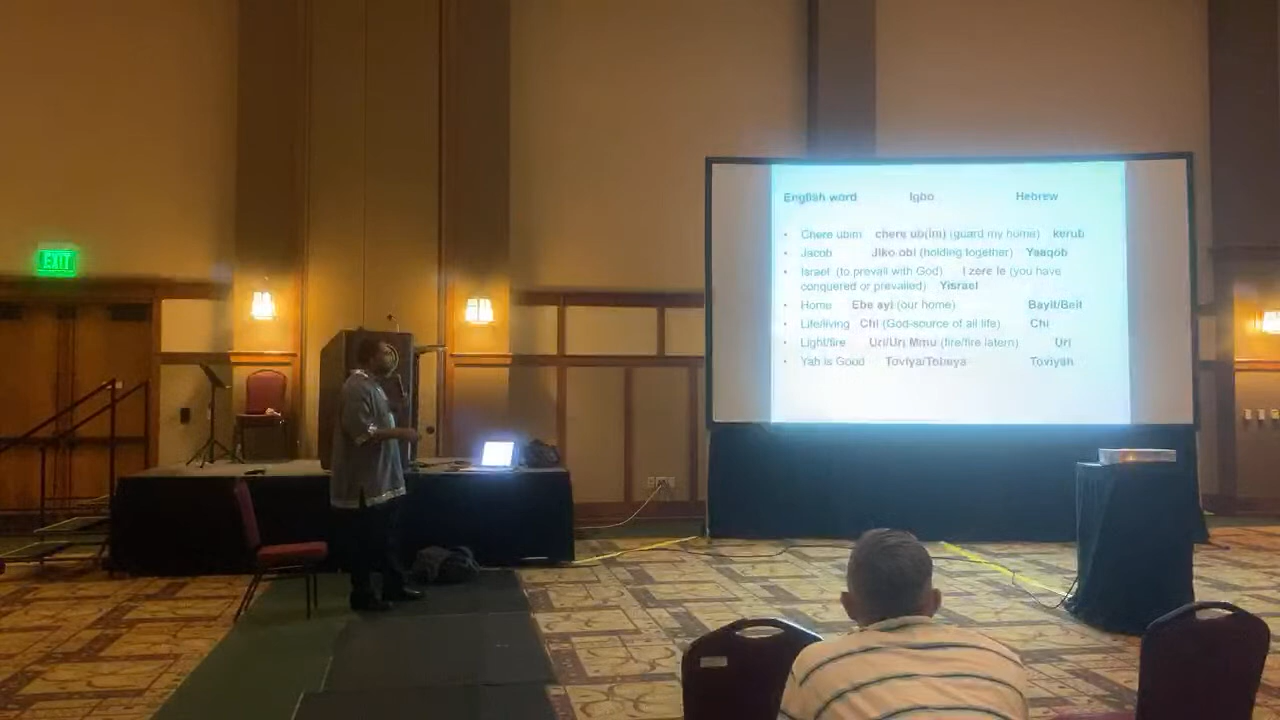 EXIT
English word Igbo Hebrew
• Chere ubim chere ub(im) (guard my home) kerub
• Jacob Jiko obi (holding together) Yaaqob
• Israel (to prevail with God) I zere le (you have
conquered or prevailed) Yisrael
• Home Ebe ayi (our home) Bayit/Beit
• Life/living Chi (God-source of all life) Chi
• Light/fire Uri/Uri Mmu (fire/fire latern) Uri
• Yah is Good Toviya/Tobeya Toviyah